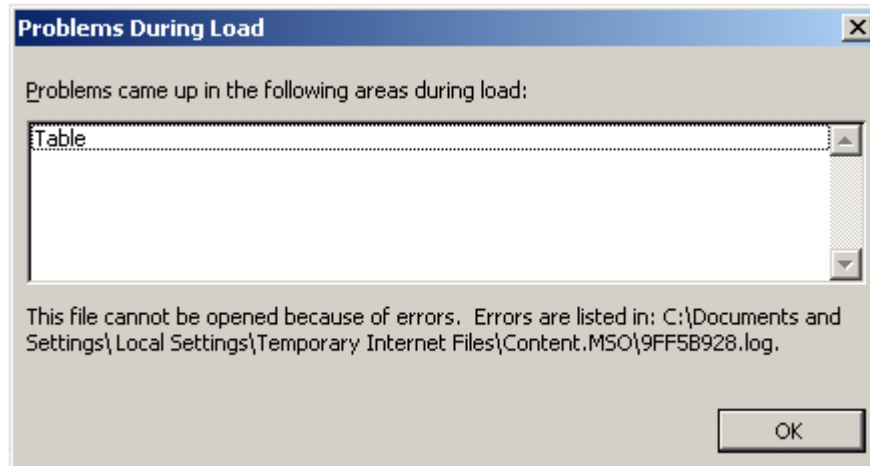 Problems During Load
Problems came up in the following areas during load:
Table
This file cannot be opened because of errors.  Errors are listed in: C:\Documents and
Settings\ Local Settings\Temporary Internet Files\Content.MSO\9FF5B928.log.
OK